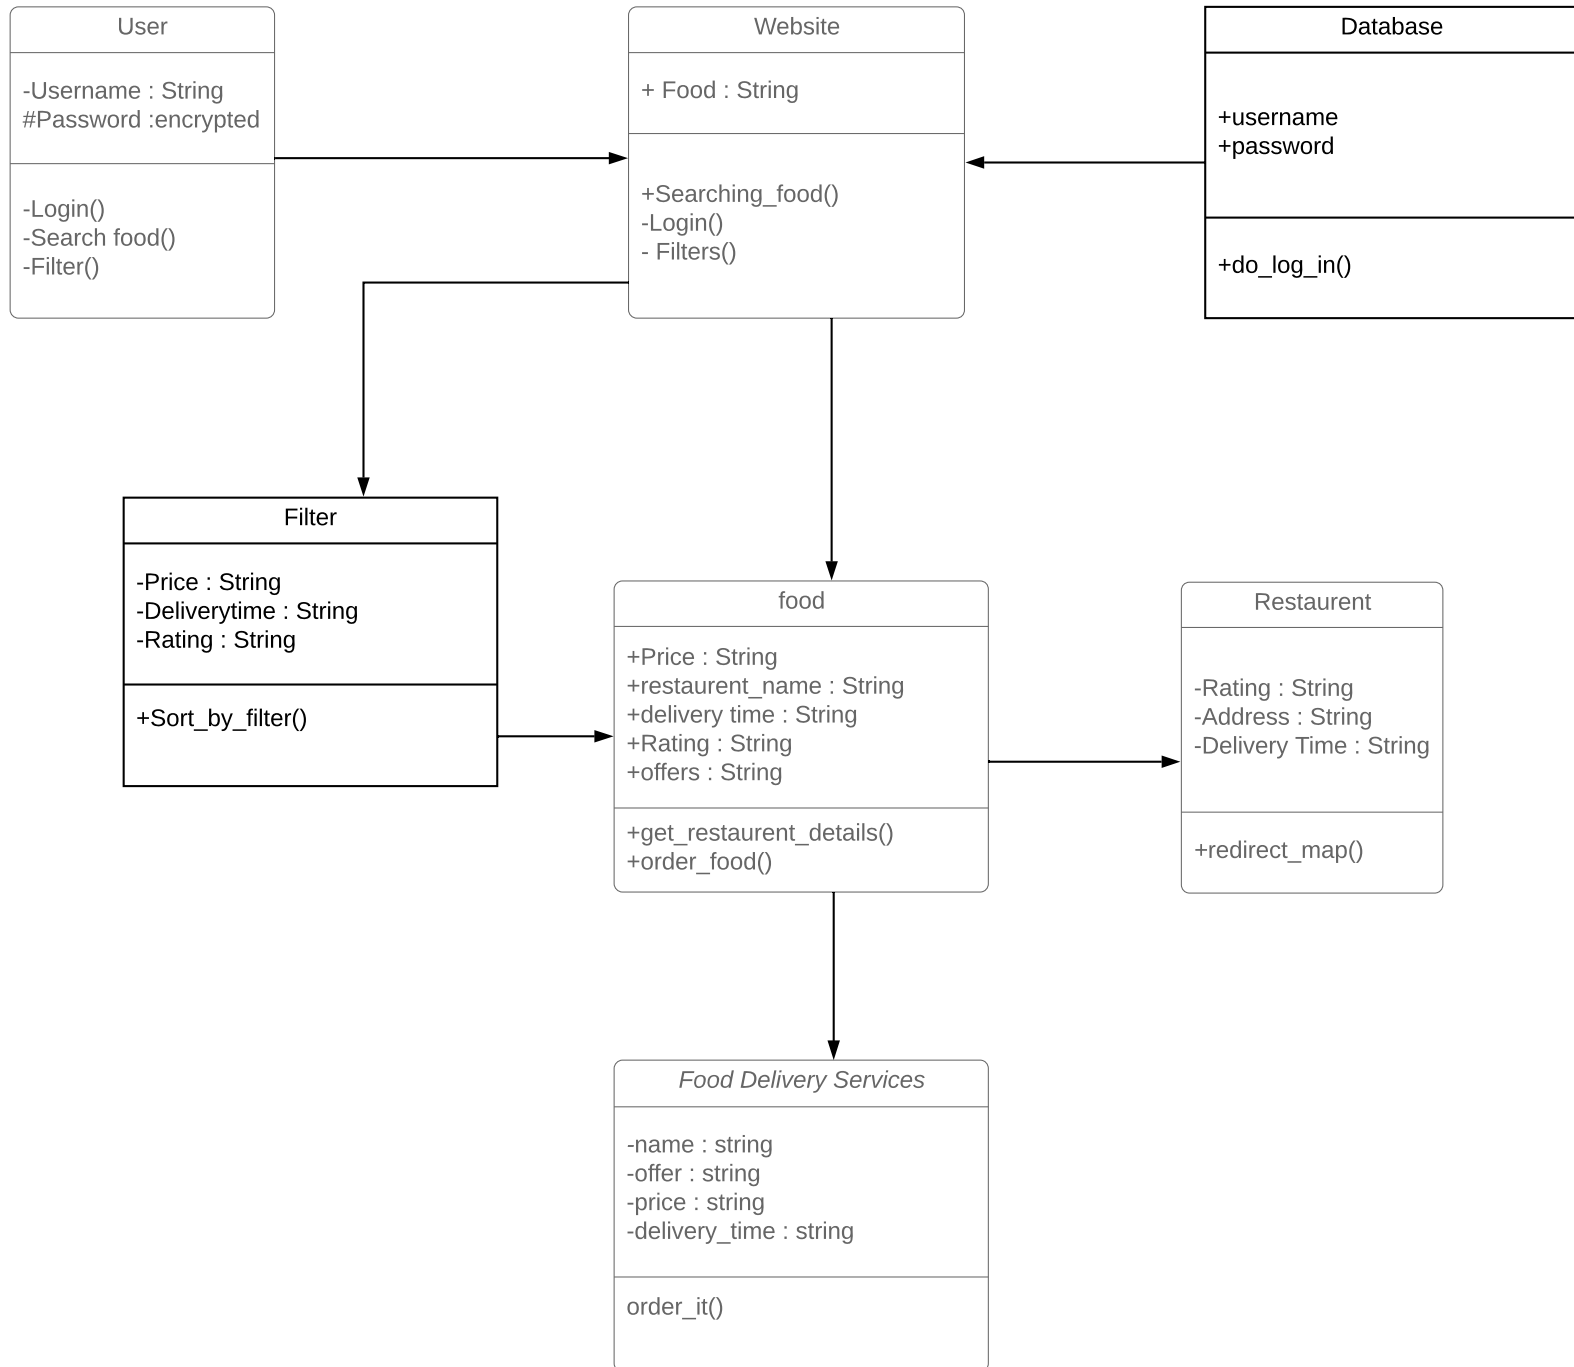 User
-Username : String
#Password :encrypted
-Login()
-Search food()
-Filter()
Website
+ Food : String
+Searching_food()
-Login()
- Filters()
Database
+username
+password
+do_log_in()
Filter
-Price : String
-Deliverytime : String
-Rating : String
+Sort_by_filter()
food
+Price : String
+restaurent_name : String
+delivery time : String
+Rating : String
+offers : String
+get_restaurent_details()
+order_food()
Restaurent
-Rating : String
-Address : String
-Delivery Time : String
+redirect_map()
Food Delivery Services
-name : string
-offer : string
-price : string
-delivery_time : string
order_it()